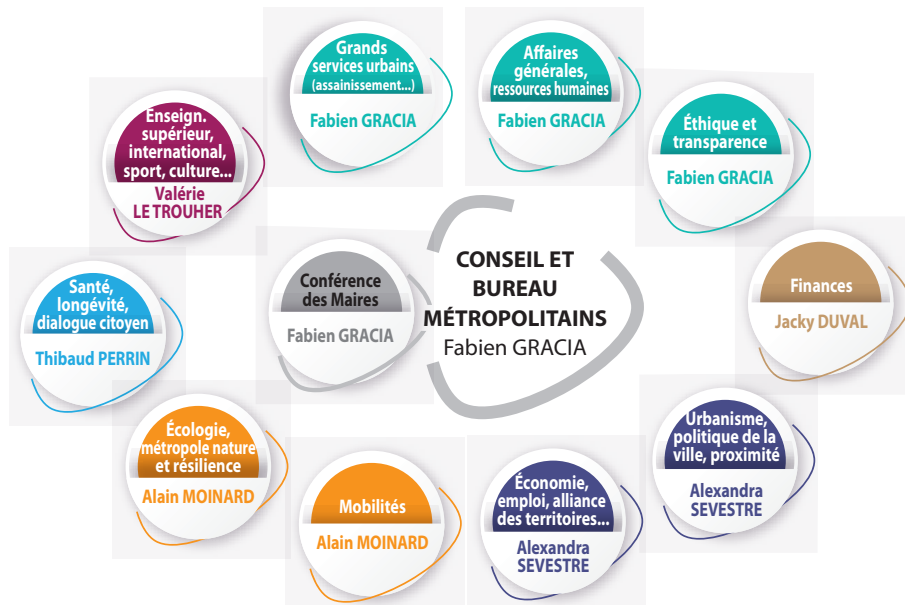 Grands
services urbains
(assainissement...)
Fabien GRACIA
Affaires
générales,
ressources humaines
Fabien GRACIA
Éthique et
transparence
Fabien GRACIA
Enseign.
supérieur,
international,
sport, culture...
Valérie
LE TROUHER
Santé,
longévité,
dialogue citoyen
Thibaud PERRIN
Conférence
des Maires
Fabien GRACIA
CONSEIL ET
BUREAU
MÉTROPOLITAINS
Fabien GRACIA
Finances
Jacky DUVAL
Écologie,
métropole nature
et résilience
Alain MOINARD
Mobilités
Alain MOINARD
Économie,
emploi, alliance
des territoires...
Alexandra
SEVESTRE
Urbanisme,
politique de la
ville, proximité
Alexandra
SEVESTRE